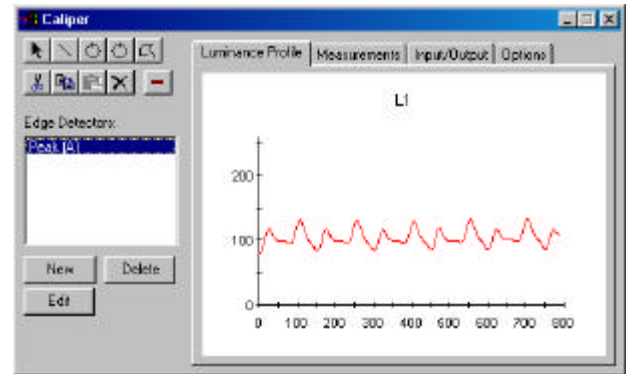 Caliper
Luminance Profile
Measurements
Input/Output
Options
Edge Detectors:
Peak [A]
New
Delete
Edit
L1
200
100
0
0 100 200 300 400 500 600 700 800